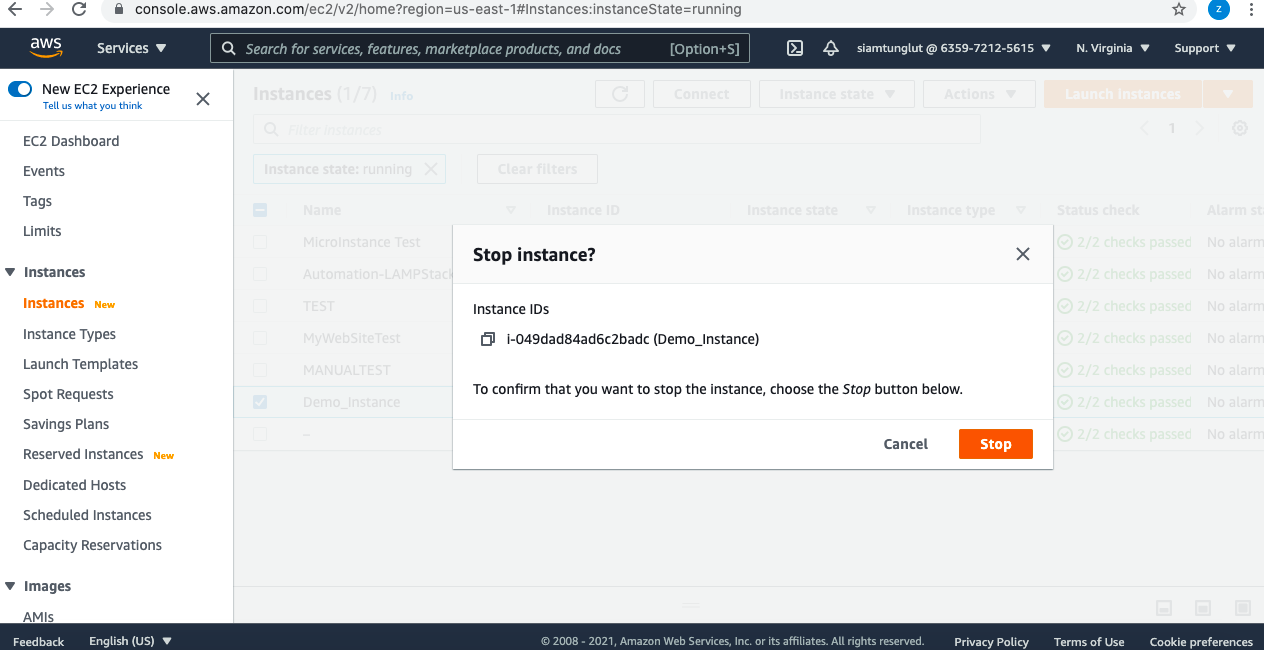 console.aws.amazon.com/ec2/v2/home?region=us-east-1#Instances:instanceState=running
Z
aws
Services
Search for services, features, marketplace products, and docs
[Option+S]
siamtunglut @ 6359-7212-5615
N. Virginia
Support
New EC2 Experience
Tell us what you think
EC2 Dashboard
Events
Tags
Limits
Instances
Instances New
Instance Types
Launch Templates
Spot Requests
Savings Plans
Reserved Instances New
Dedicated Hosts
Scheduled Instances
Capacity Reservations
Images
AMIs
Instances (1/7) Info
Connect
Instance state
Actions
Launch instances
Filter instances
1
Instance state: running
Clear filters
Name Instance ID Instance state Instance type Status check Alarm sta
MicroInstance Test 2/2 checks passed No alarm
Automation-LAMPStack 2/2 checks passed No alarm
TEST 2/2 checks passed No alarm
MyWebSiteTest 2/2 checks passed No alarm
MANUALTEST 2/2 checks passed No alarm
Demo_Instance 2/2 checks passed No alarm
– 2/2 checks passed No alarm
Stop instance?
Instance IDs
i-049dad84ad6c2badc (Demo_Instance)
To confirm that you want to stop the instance, choose the Stop button below.
Cancel
Stop
Feedback
English (US)
© 2008 - 2021, Amazon Web Services, Inc. or its affiliates. All rights reserved.
Privacy Policy
Terms of Use
Cookie preferences